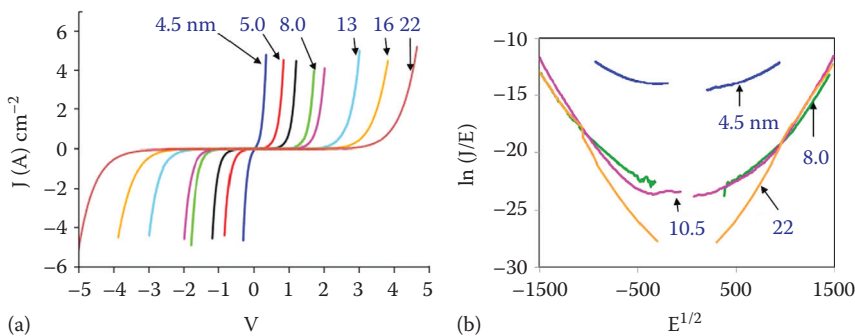 6
4
2
0
−2
−4
−6
J (A) cm−2
4.5 nm 5.0 8.0 13 16 22
−5 −4 −3 −2 −1 0 1 2 3 4 5
(a) V
−10
−15
−20
−25
−30
ln (J/E)
4.5 nm
8.0
10.5
22
−1500 −500 500 1500
(b) E1/2